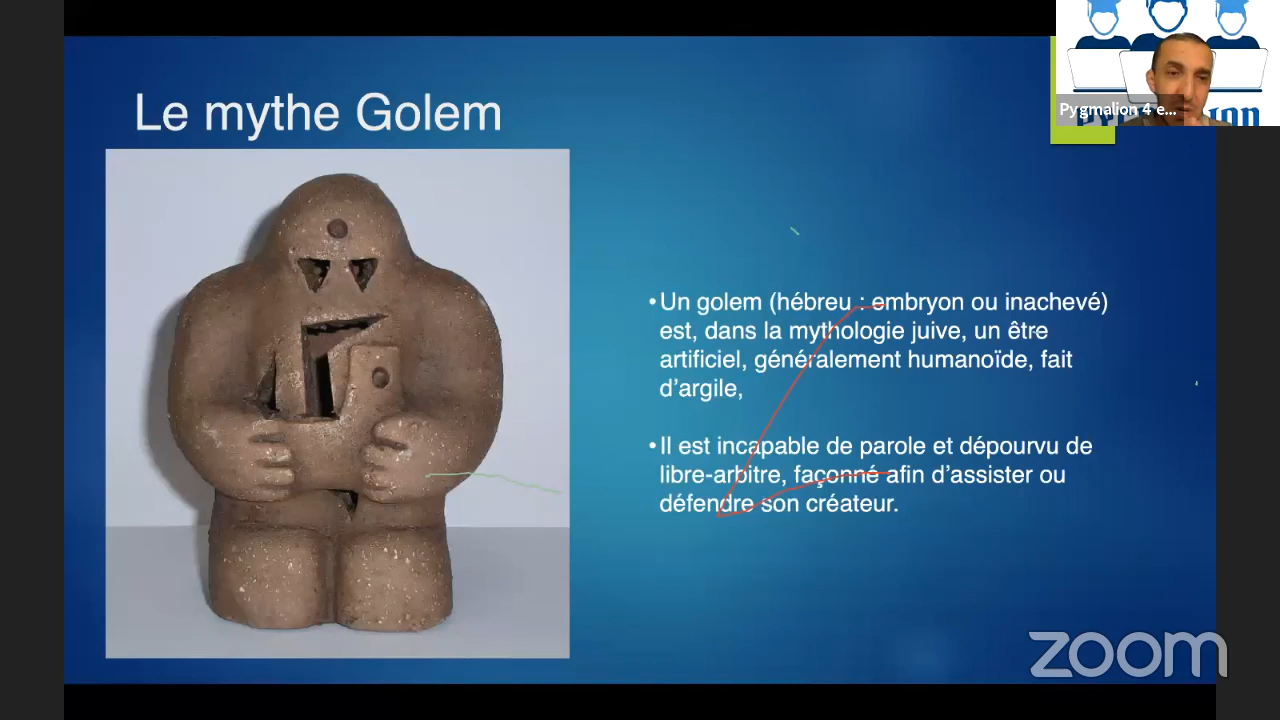 Le mythe Golem
Pygmalion 4 e...
•Un golem (hébreu : embryon ou inachevé)
est, dans la mythologie juive, un être
artificiel, généralement humanoïde, fait
d’argile,
•Il est incapable de parole et dépourvu de
libre-arbitre, façonné afin d’assister ou
défendre son créateur.
zoom